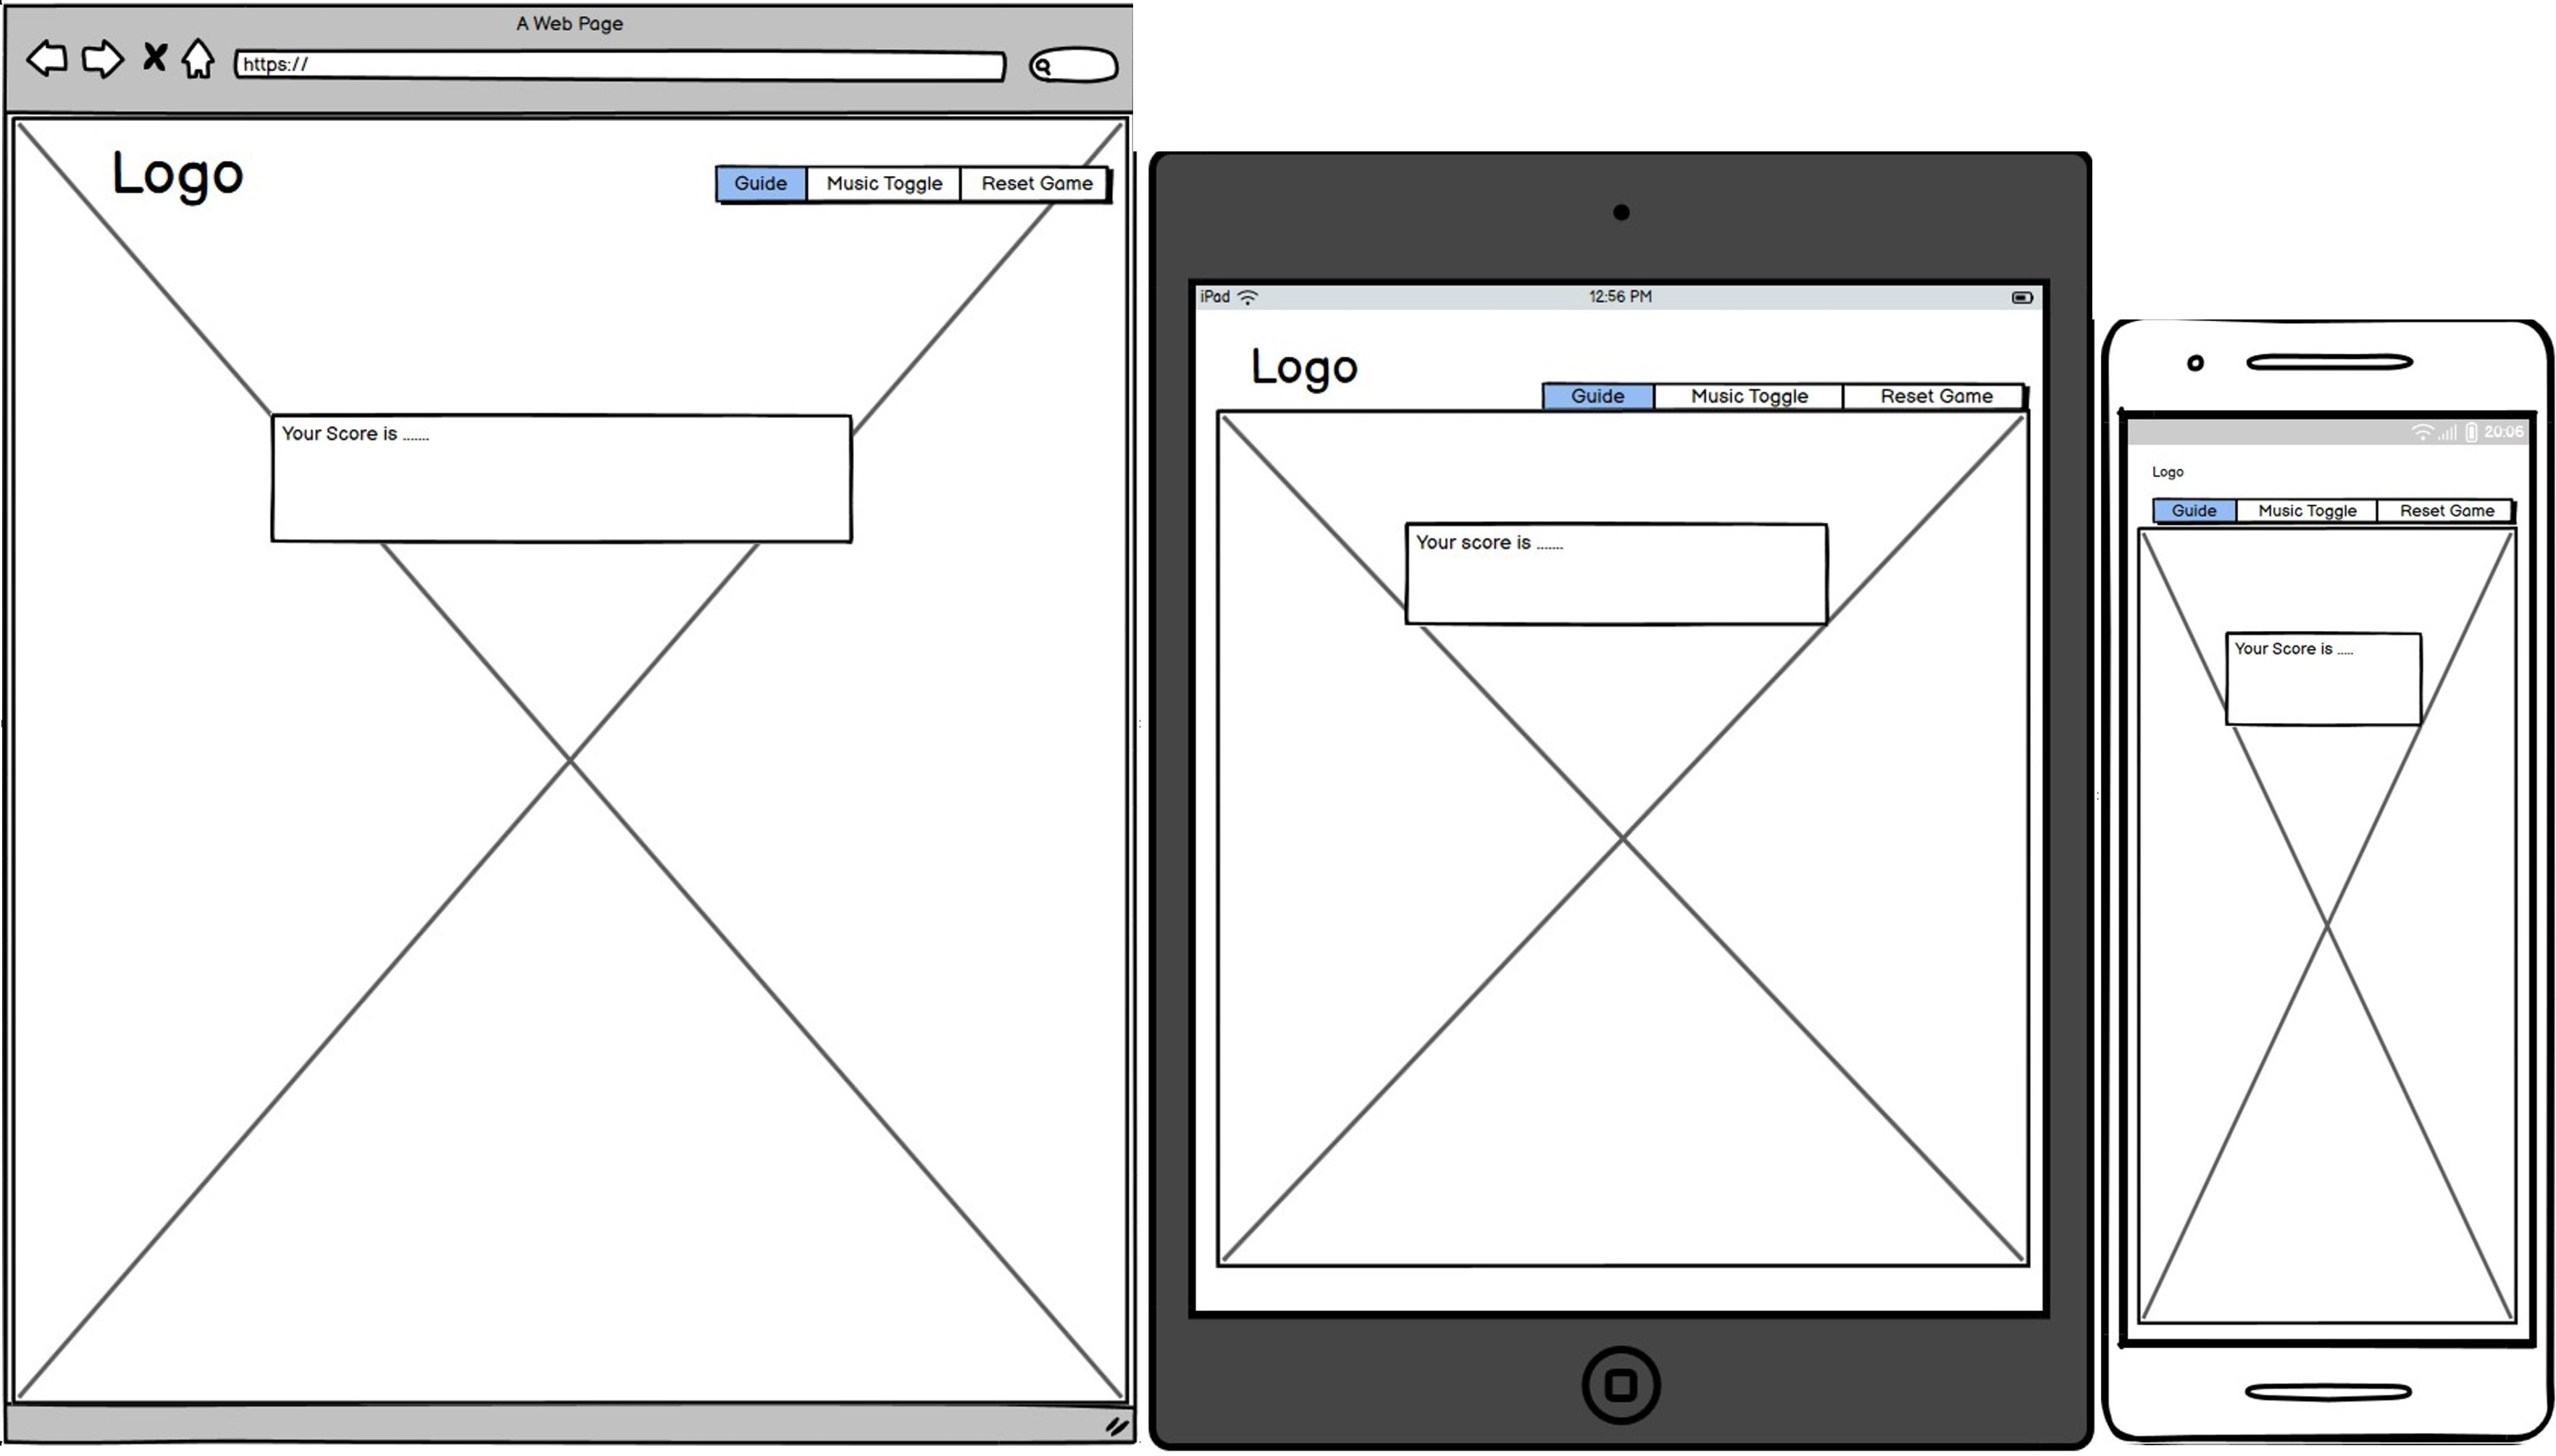 A Web Page
https://
Logo
Guide Music Toggle Reset Game
Your Score is .......
iPad 12:56 PM
Logo
Guide Music Toggle Reset Game
Your score is .......
20:06
Logo
Guide Music Toggle Reset Game
Your Score is .....